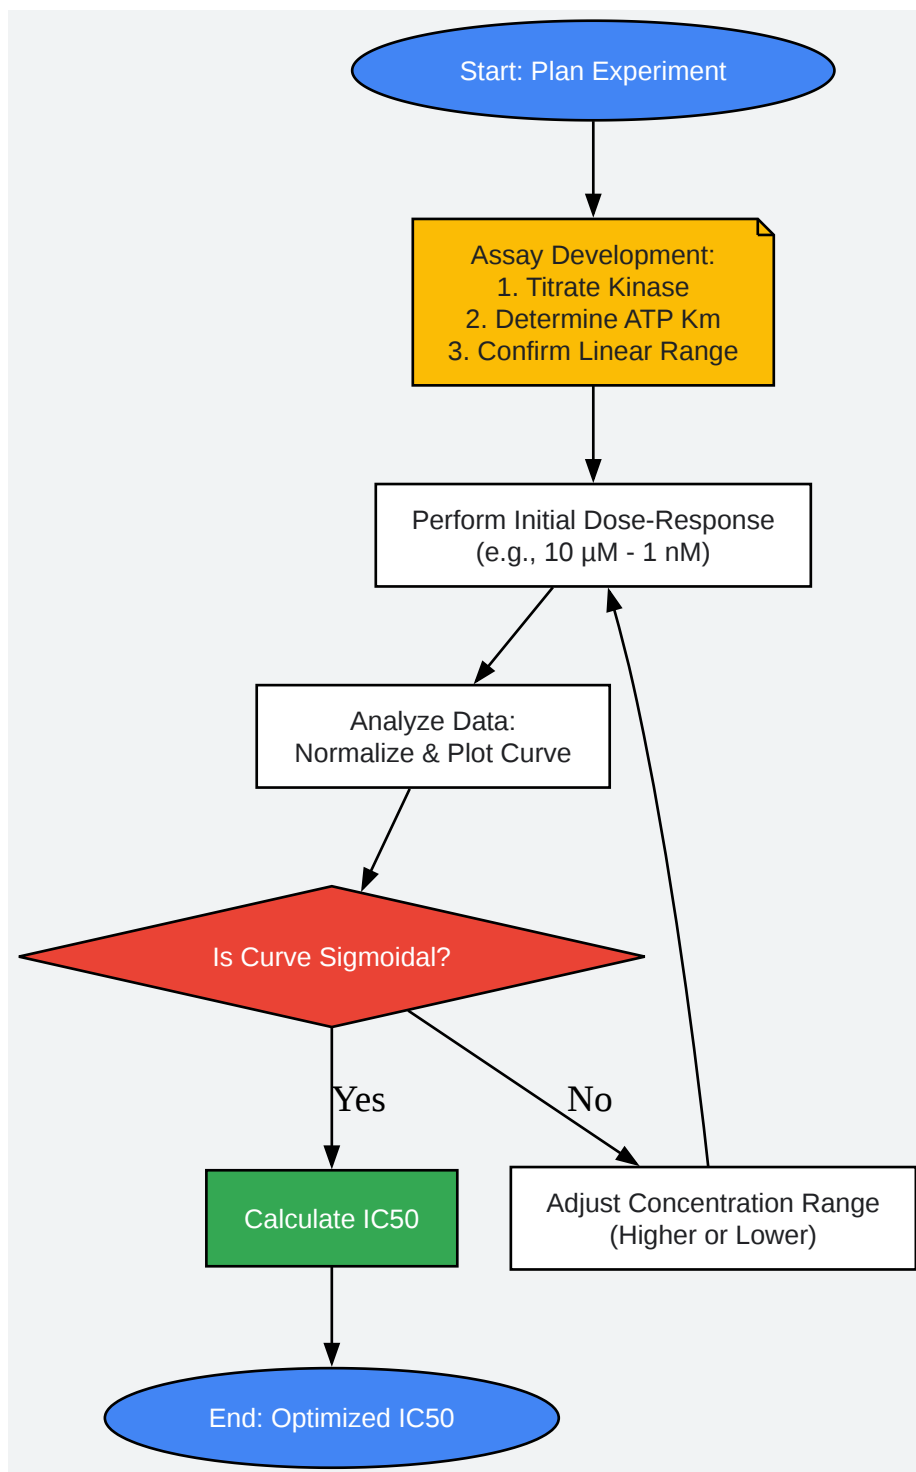 Start: Plan Experiment
Assay Development:
1. Titrate Kinase
2. Determine ATP Km
3. Confirm Linear Range
Perform Initial Dose-Response
(e.g., 10 µM - 1 nM)
Analyze Data:
Normalize & Plot Curve
Is Curve Sigmoidal?
Yes
No
Calculate IC50
Adjust Concentration Range
(Higher or Lower)
End: Optimized IC50